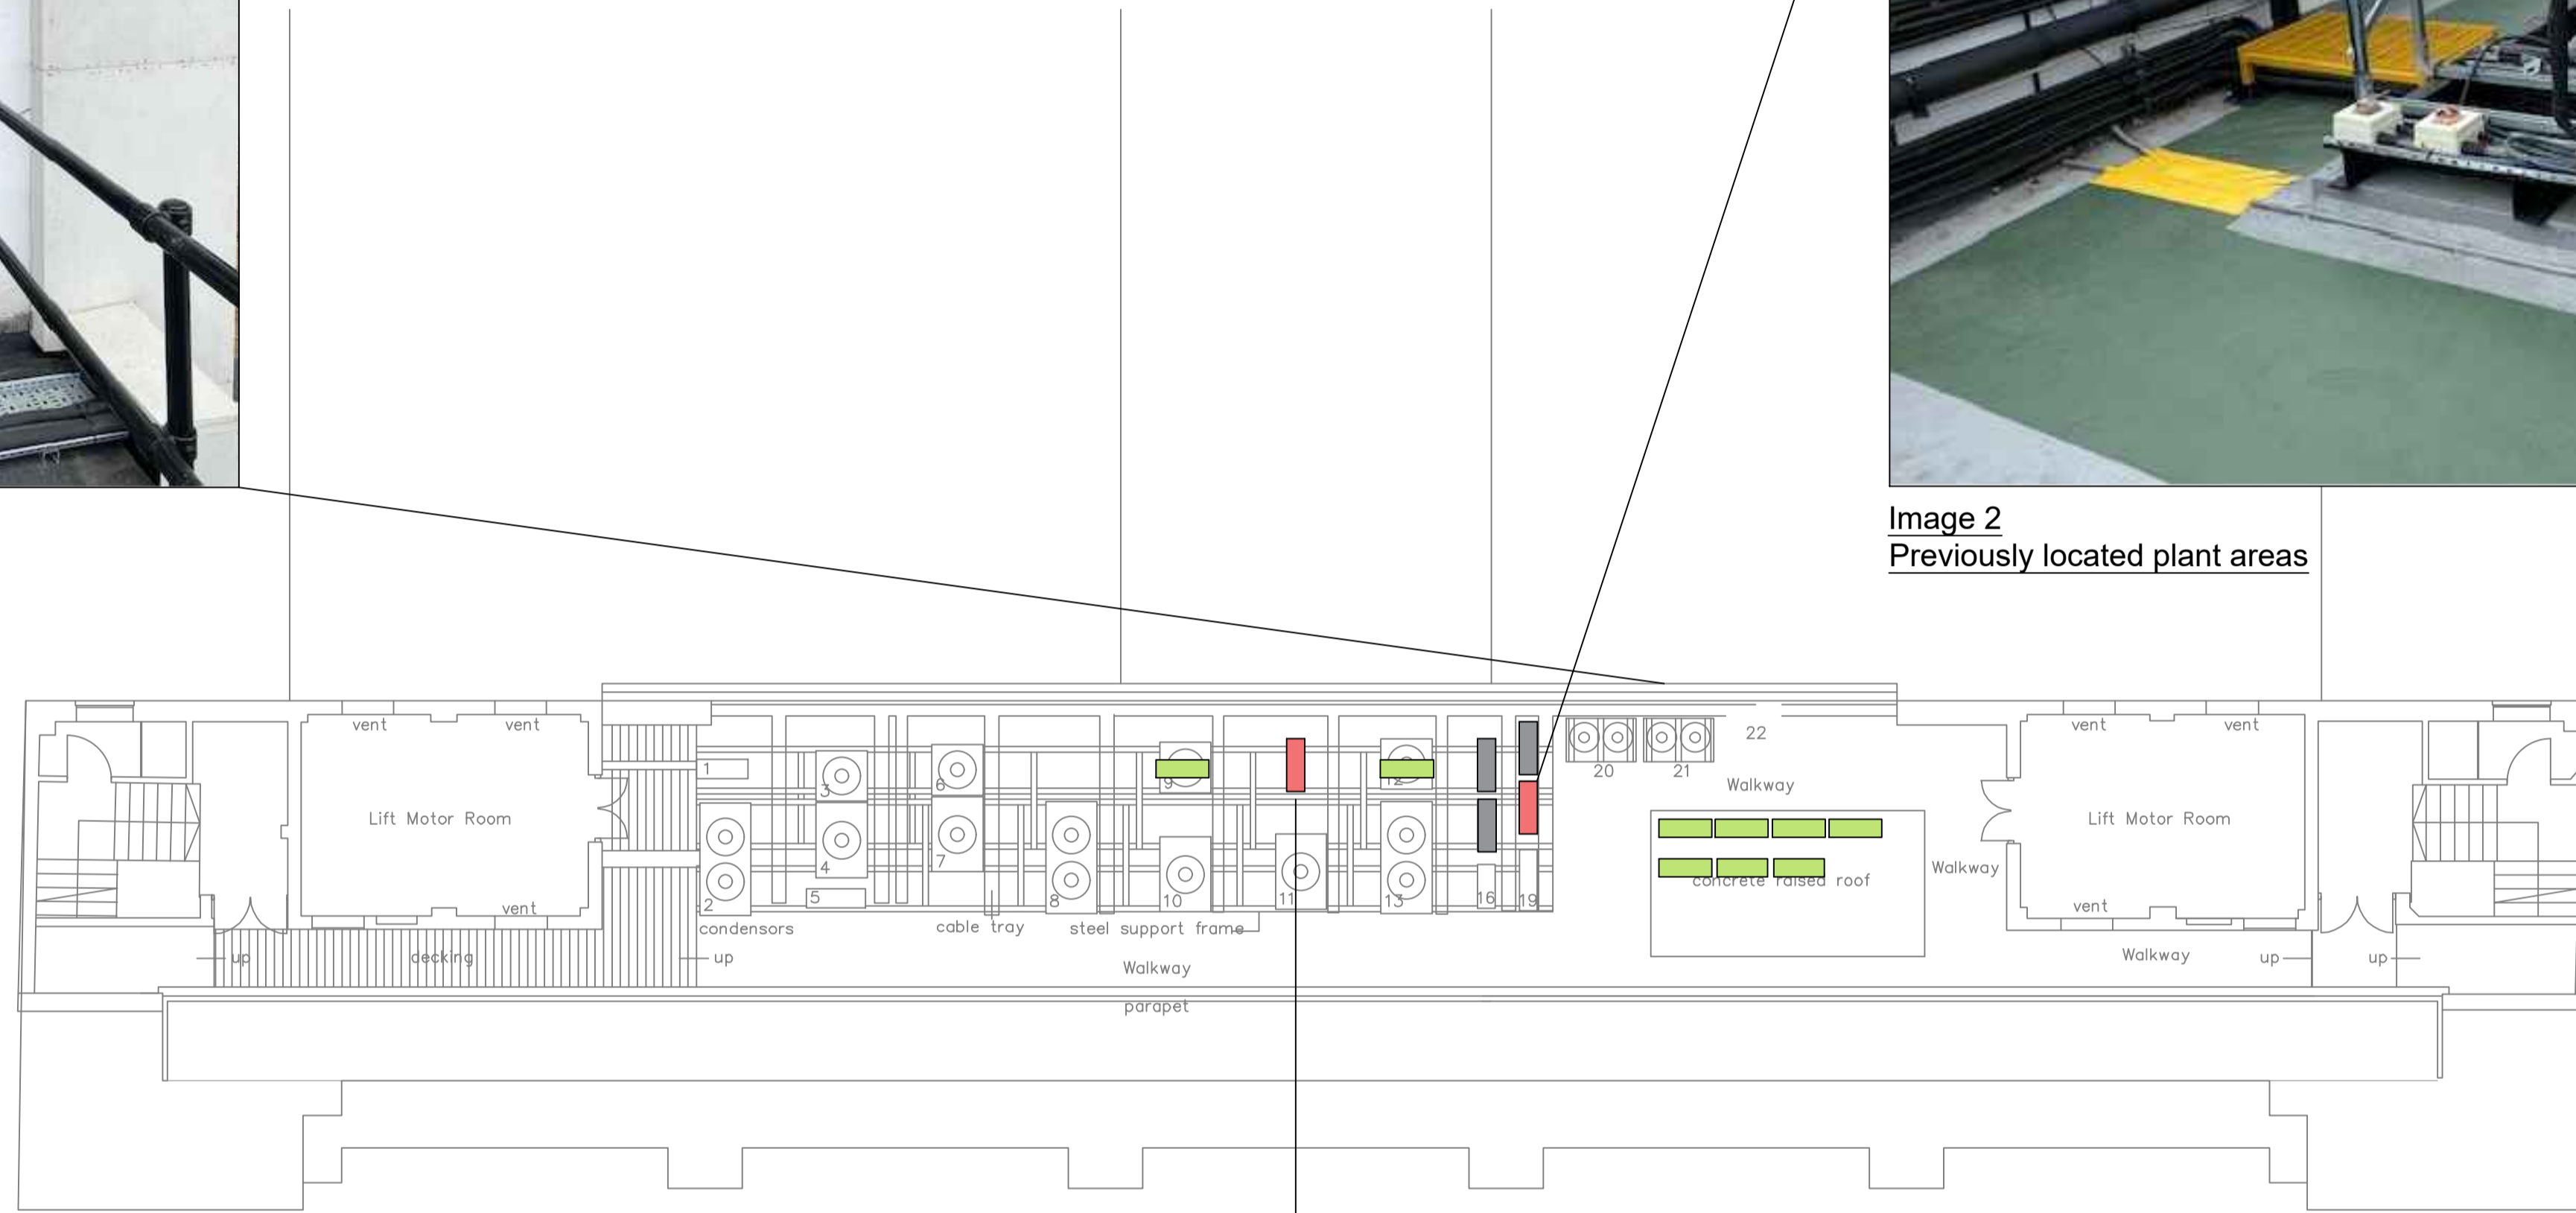 Image 2
Previously located plant areas
vent
vent
vent
vent
22
1
3
6
9
12
20
21
Walkway
Lift Motor Room
Lift Motor Room
4
7
Walkway
concrete raised roof
2
5
8
10
11
13
16
19
vent
vent
condensors
cable tray
steel support frame
up
decking
up
Walkway
Walkway
up
up
parapet